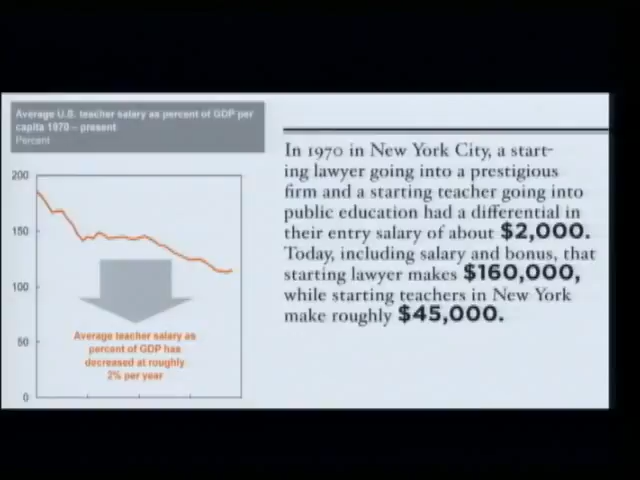 Average U.S. teacher salary as percent of GDP per
capita 1970 – present
Percent
200
150
100
50
0
Average teacher salary as
percent of GDP has
decreased at roughly
2% per year
In 1970 in New York City, a start-
ing lawyer going into a prestigious
firm and a starting teacher going into
public education had a differential in
their entry salary of about $2,000.
Today, including salary and bonus, that
starting lawyer makes $160,000,
while starting teachers in New York
make roughly $45,000.